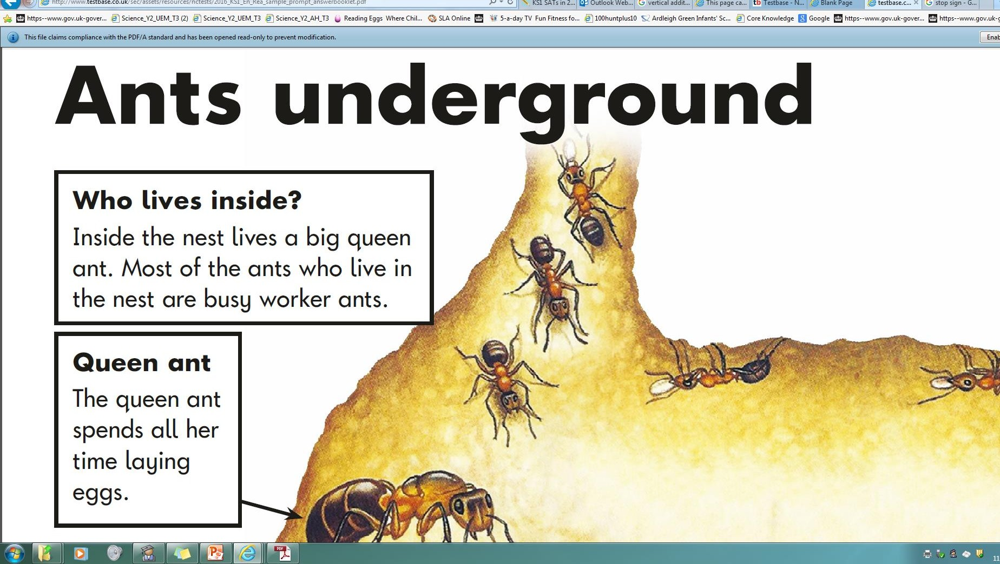 http://www.testbase.co.uk/sec/assets/resources/nctests/2016_KS1_En_Rea_sample_prompt_answerbooklet.pdf
KS1 SATs in 2...
Outlook Web...
vertical addit...
This page ca...
Testbase - N...
Blank Page
testbase.c...
stop sign - G...
https--www.gov.uk-gover...
Science_Y2_UEM_T3 (2)
Science_Y2_UEM_T3
Science_Y2_AH_T3
Reading Eggs Where Chil...
SLA Online
5-a-day TV Fun Fitness fo...
100huntplus10
Ardleigh Green Infants' Sc...
Core Knowledge
Google
https--www.gov.uk-gover...
https--www.gov.uk-g
This file claims compliance with the PDF/A standard and has been opened read-only to prevent modification.
Enab
Ants underground
Who lives inside?
Inside the nest lives a big queen
ant. Most of the ants who live in
the nest are busy worker ants.
Queen ant
The queen ant
spends all her
time laying
eggs.
PDF
11